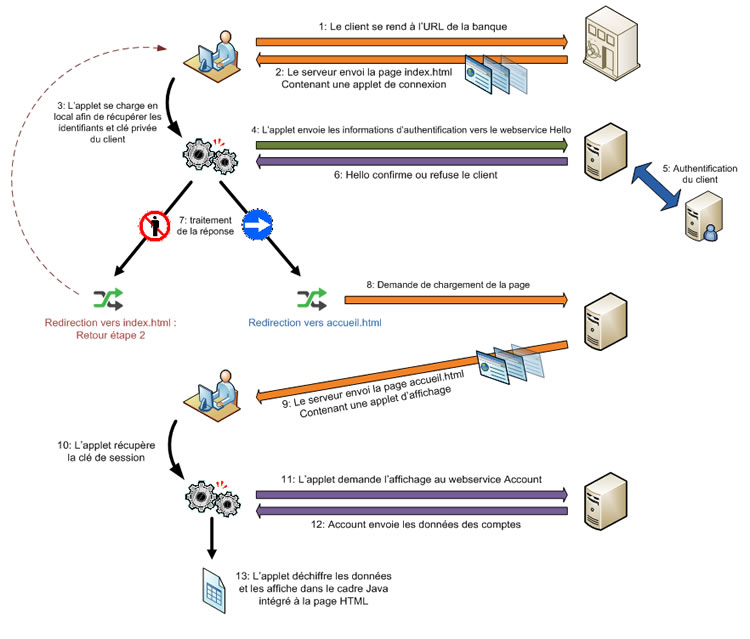 1: Le client se rend à l'URL de la banque
2: Le serveur envoi la page index.html
Contenant une applet de connexion
3: L'applet se charge en
local afin de récupérer les
identifiants et clé privée
du client
4: L'applet envoie les informations d'authentification vers le webservice Hello
6: Hello confirme ou refuse le client
5: Authentification
du client
7: traitement
de la réponse
8: Demande de chargement de la page
Redirection vers index.html :
Retour étape 2
Redirection vers accueil.html
9: Le serveur envoi la page accueil.html
Contenant une applet d'affichage
10: L'applet récupère
la clé de session
11: L'applet demande l'affichage au webservice Account
12: Account envoie les données des comptes
13: L'applet déchiffre les données
et les affiche dans le cadre Java
intégré à la page HTML